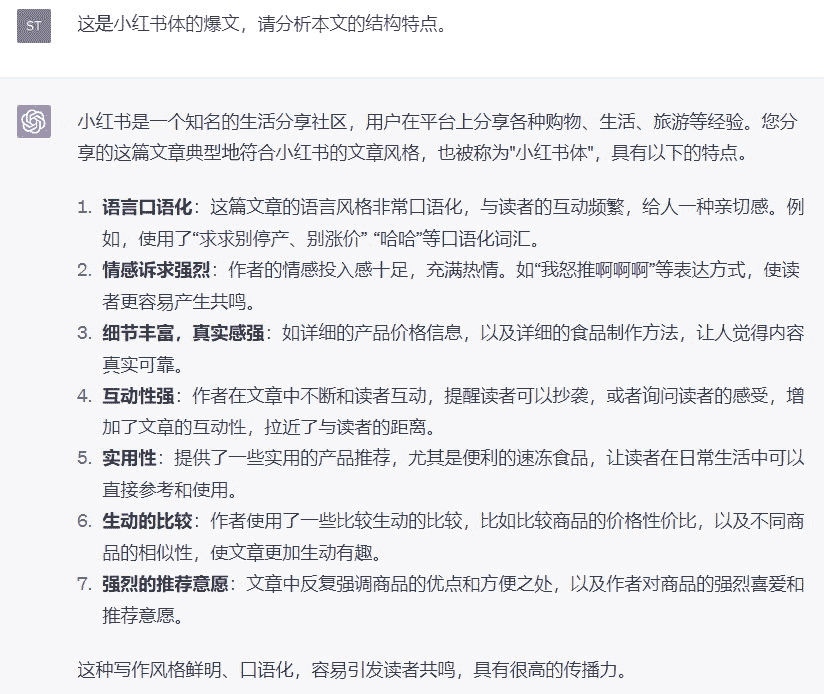 ST
这是小红书体的爆文，请分析本文的结构特点。
小红书是一个知名的生活分享社区，用户在平台上分享各种购物、生活、旅游等经验。您分
享的这篇文章典型地符合小红书的文章风格，也被称为"小红书体"，具有以下的特点。
1. 语言口语化：这篇文章的语言风格非常口语化，与读者的互动频繁，给人一种亲切感。例
如，使用了“求求别停产、别涨价” “哈哈”等口语化词汇。
2. 情感诉求强烈：作者的情感投入感十足，充满热情。如“我怒推啊啊啊”等表达方式，使读
者更容易产生共鸣。
3. 细节丰富，真实感强：如详细的产品价格信息，以及详细的食品制作方法，让人觉得内容
真实可靠。
4. 互动性强：作者在文章中不断和读者互动，提醒读者可以抄袭，或者询问读者的感受，增
加了文章的互动性，拉近了与读者的距离。
5. 实用性：提供了一些实用的产品推荐，尤其是便利的速冻食品，让读者在日常生活中可以
直接参考和使用。
6. 生动的比较：作者使用了一些比较生动的比较，比如比较商品的价格性价比，以及不同商
品的相似性，使文章更加生动有趣。
7. 强烈的推荐意愿：文章中反复强调商品的优点和方便之处，以及作者对商品的强烈喜爱和
推荐意愿。
这种写作风格鲜明、口语化，容易引发读者共鸣，具有很高的传播力。